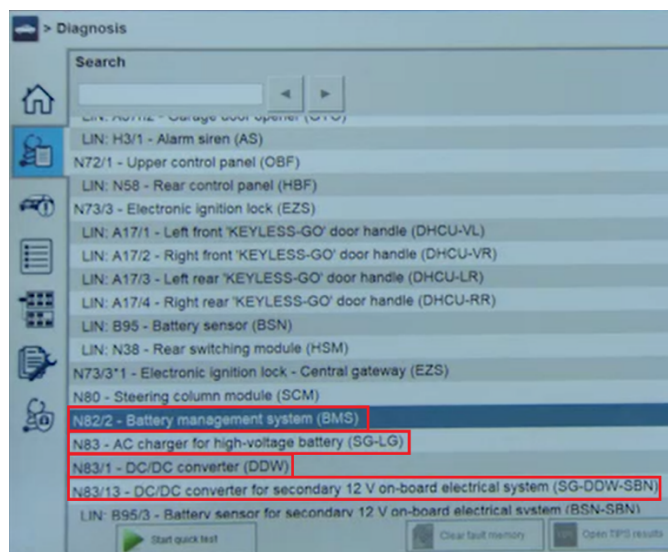 > Diagnosis
Search
LIN: A67/12 - Garage door opener (GTO)
LIN: H3/1 - Alarm siren (AS)
N72/1 - Upper control panel (OBF)
LIN: N58 - Rear control panel (HBF)
N73/3 - Electronic ignition lock (EZS)
LIN: A17/1 - Left front 'KEYLESS-GO' door handle (DHCU-VL)
LIN: A17/2 - Right front 'KEYLESS-GO' door handle (DHCU-VR)
LIN: A17/3 - Left rear 'KEYLESS-GO' door handle (DHCU-LR)
LIN: A17/4 - Right rear 'KEYLESS-GO' door handle (DHCU-RR)
LIN: B95 - Battery sensor (BSN)
LIN: N38 - Rear switching module (HSM)
N73/3*1 - Electronic ignition lock - Central gateway (EZS)
N80 - Steering column module (SCM)
N82/2 - Battery management system (BMS)
N83 - AC charger for high-voltage battery (SG-LG)
N83/1 - DC/DC converter (DDW)
N83/13 - DC/DC converter for secondary 12 V on-board electrical system (SG-DDW-SBN)
LIN: B95/3 - Battery sensor for secondary 12 V on-board electrical system (BSN-SBN)
Start quick test
Clear fault memory
Open TIPS results